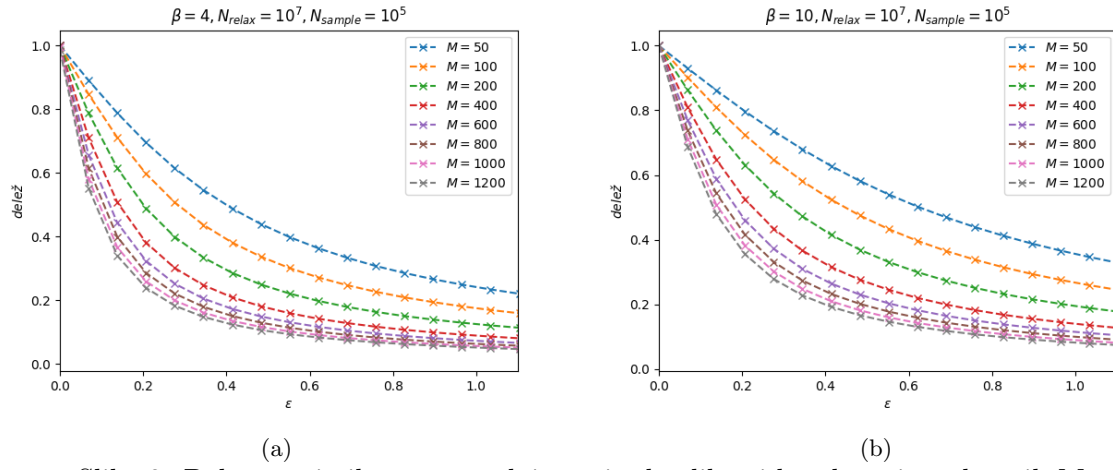 β = 4, N_relax = 10^7, N_sample = 10^5
1.0
0.8
0.6
0.4
0.2
0.0
delež
M = 50
M = 100
M = 200
M = 400
M = 600
M = 800
M = 1000
M = 1200
0.0 0.2 0.4 0.6 0.8 1.0
ε
(a)
β = 10, N_relax = 10^7, N_sample = 10^5
1.0
0.8
0.6
0.4
0.2
0.0
delež
M = 50
M = 100
M = 200
M = 400
M = 600
M = 800
M = 1000
M = 1200
0.0 0.2 0.4 0.6 0.8 1.0
ε
(b)